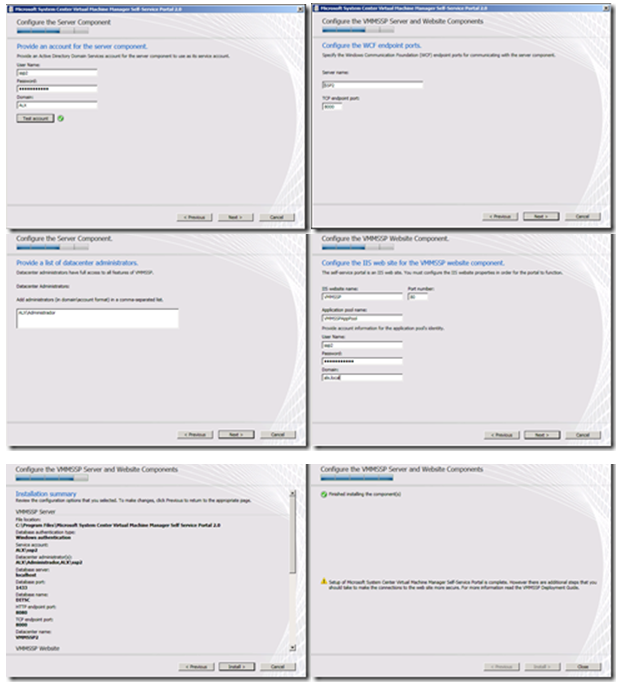 Microsoft System Center Virtual Machine Manager Self-Service Portal 2.0
Configure the Server Component
Provide an account for the server component.
Provide an Active Directory Domain Services account for the server component to use as its service account.
User Name:
ssp2
Password:
Domain:
ALX
Test account
< Previous
Next >
Cancel
Microsoft System Center Virtual Machine Manager Self-Service Portal 2.0
Configure the VMMSSP Server and Website Components
Configure the WCF endpoint ports.
Specify the Windows Communication Foundation (WCF) endpoint ports for communicating with the server component.
Server name:
TCP endpoint port:
8000
< Previous
Next >
Cancel
Configure the Server Component.
Provide a list of datacenter administrators.
Datacenter administrators have full access to all features of VMMSSP.
Datacenter Administrators:
Add administrators (in domain\account format) in a comma-separated list.
ALX\Administrador
< Previous
Next >
Cancel
Configure the VMMSSP Website Component.
Configure the IIS web site for the VMMSSP website component.
The self-service portal is an IIS web site. You must configure the IIS website properties in order for the portal to function.
IIS website name:
Port number:
VMMSSP
80
Application pool name:
VMMSSPAppPool
Provide account information for the application pool's identity.
User Name:
ssp2
Password:
Domain:
alx.local
< Previous
Next >
Cancel
Configure the VMMSSP Server and Website Components
Installation summary
Review the configuration options that you selected. To make changes, click Previous to return to the appropriate page.
VMMSSP Server
File location:
C:\Program Files\Microsoft System Center Virtual Machine Manager Self Service Portal 2.0
Database authentication type:
Windows authentication
Service account:
ALX\ssp2
Datacenter administrator(s):
ALX\Administrador,ALX\ssp2
Database server:
localhost
Database port:
1433
Database name:
DITSC
HTTP endpoint port:
8080
TCP endpoint port:
8000
Datacenter name:
VMMSSP2
VMMSSP Website
< Previous
Install >
Cancel
Configure the VMMSSP Server and Website Components
Finished installing the component(s)
Setup of Microsoft System Center Virtual Machine Manager Self-Service Portal is complete. However there are additional steps that you
should take to make the connections to the web site more secure. For more information read the VMMSSP Deployment Guide.
< Previous
Install >
Close